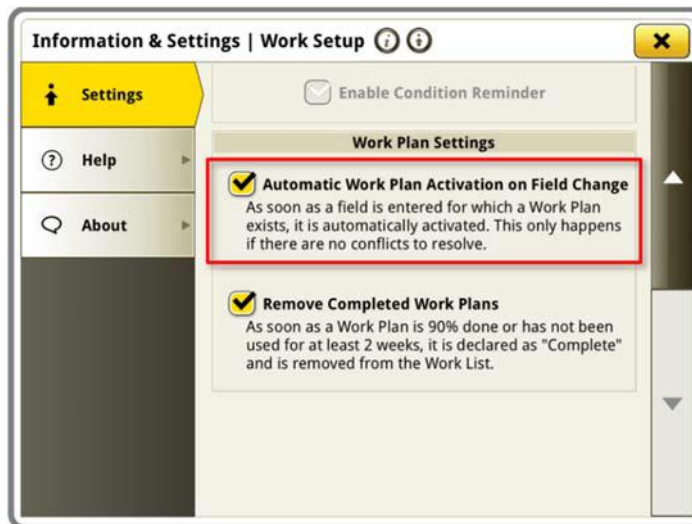 Information & Settings | Work Setup
Settings
Help
About
Enable Condition Reminder
Work Plan Settings
Automatic Work Plan Activation on Field Change
As soon as a field is entered for which a Work Plan
exists, it is automatically activated. This only happens
if there are no conflicts to resolve.
Remove Completed Work Plans
As soon as a Work Plan is 90% done or has not been
used for at least 2 weeks, it is declared as "Complete"
and is removed from the Work List.